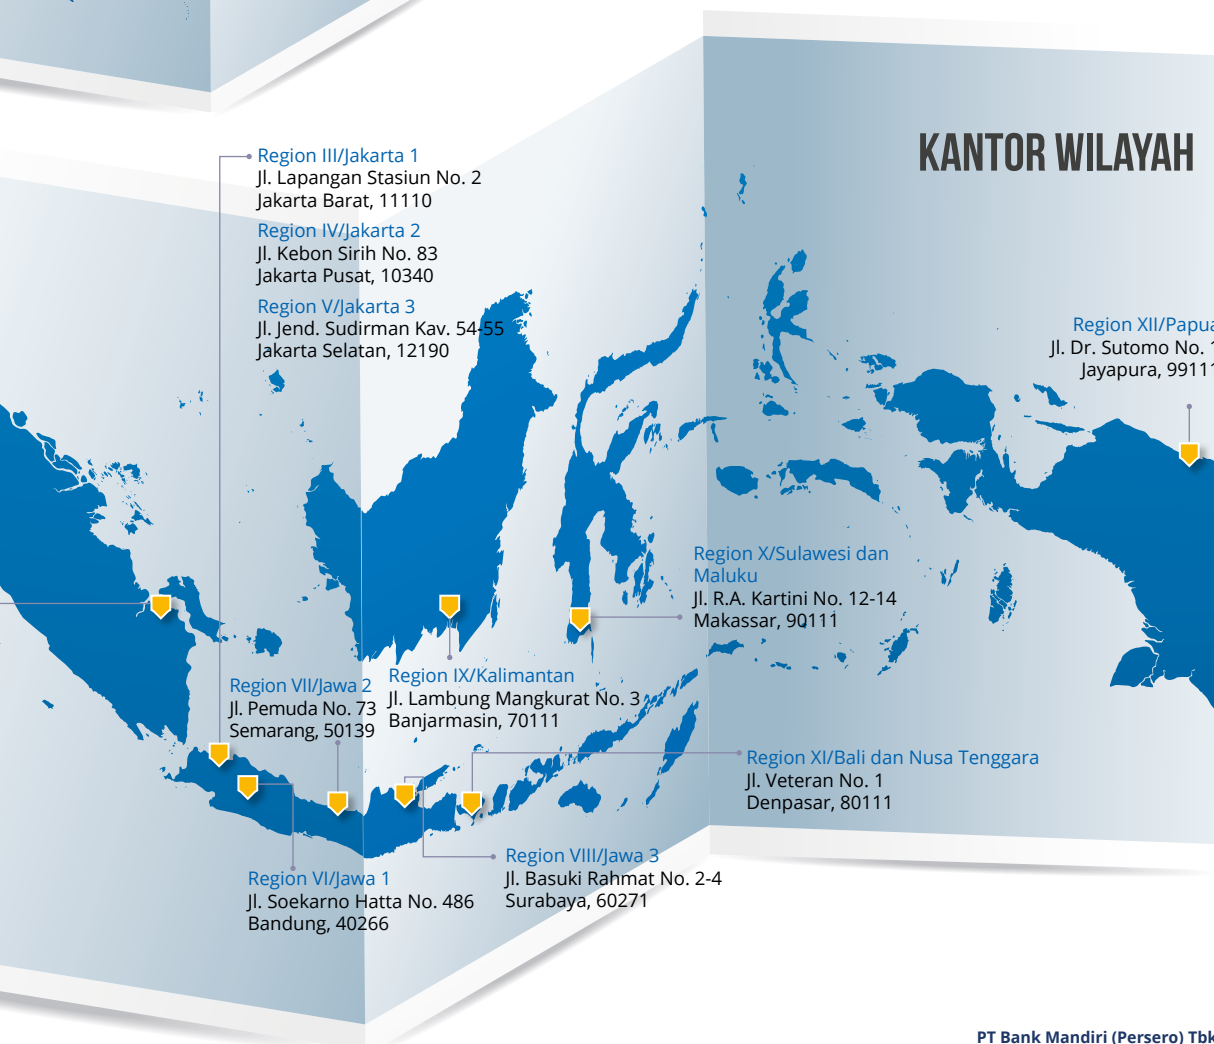 KANTOR WILAYAH
Region III/Jakarta 1
Jl. Lapangan Stasiun No. 2
Jakarta Barat, 11110
Region IV/Jakarta 2
Jl. Kebon Sirih No. 83
Jakarta Pusat, 10340
Region V/Jakarta 3
Jl. Jend. Sudirman Kav. 54-55
Jakarta Selatan, 12190
Region XII/Papua
Jl. Dr. Sutomo No. 1
Jayapura, 99111
Region X/Sulawesi dan
Maluku
Jl. R.A. Kartini No. 12-14
Makassar, 90111
Region IX/Kalimantan
Jl. Lambung Mangkurat No. 3
Banjarmasin, 70111
Region VII/Jawa 2
Jl. Pemuda No. 73
Semarang, 50139
Region XI/Bali dan Nusa Tenggara
Jl. Veteran No. 1
Denpasar, 80111
Region VIII/Jawa 3
Jl. Basuki Rahmat No. 2-4
Surabaya, 60271
Region VI/Jawa 1
Jl. Soekarno Hatta No. 486
Bandung, 40266
PT Bank Mandiri (Persero) Tbk